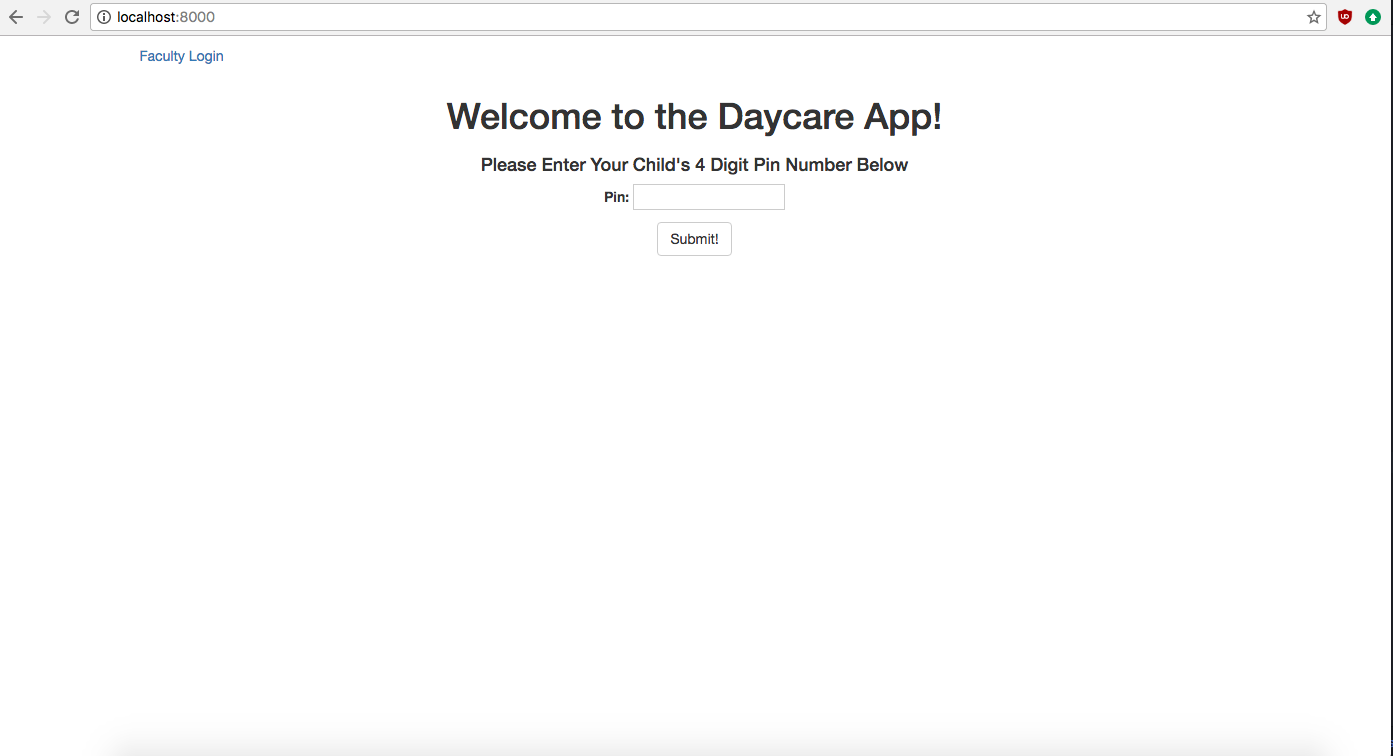 localhost:8000
Faculty Login
Welcome to the Daycare App!
Please Enter Your Child's 4 Digit Pin Number Below
Pin:
Submit!